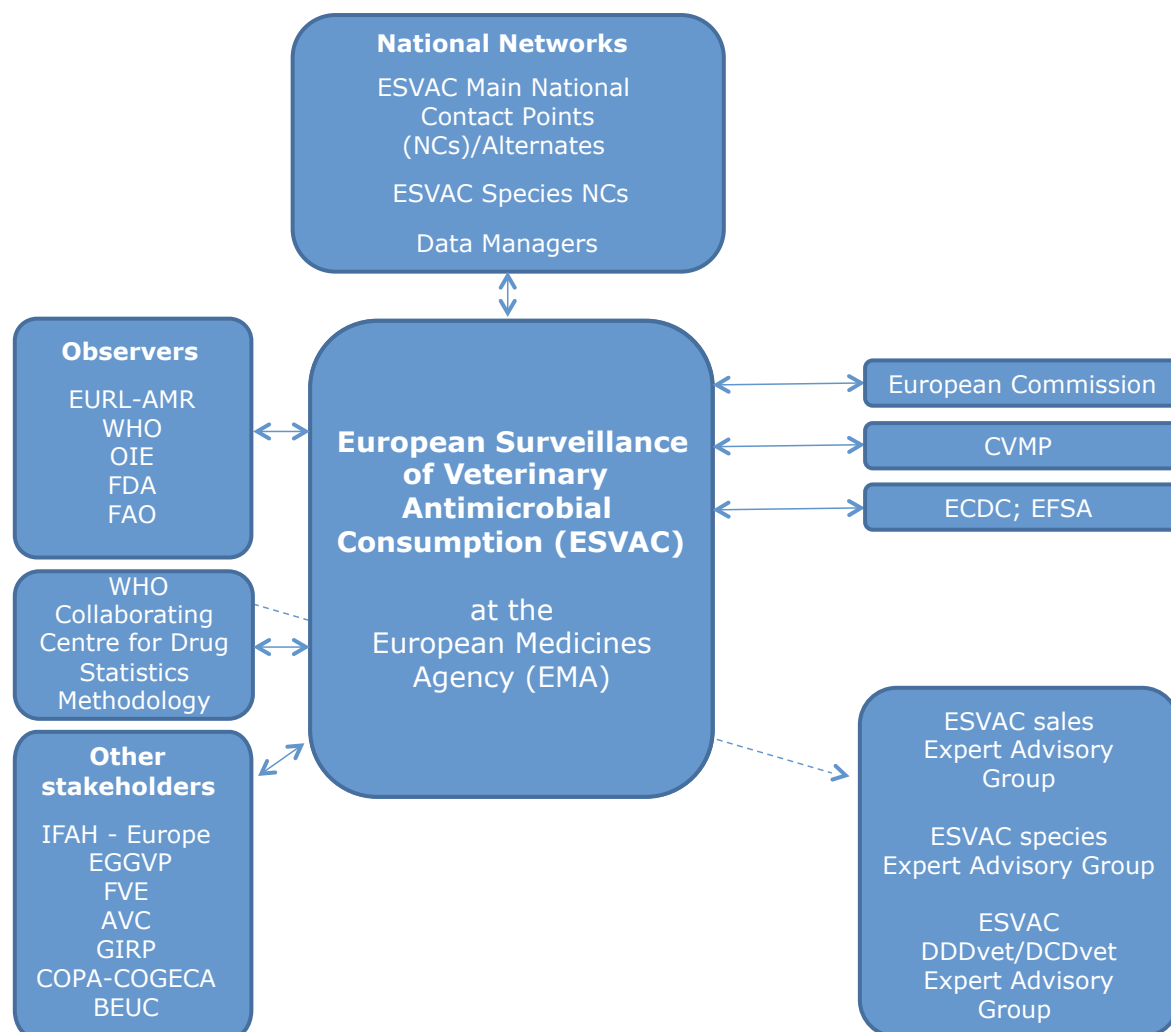 National Networks
ESVAC Main National
Contact Points
(NCs)/Alternates
ESVAC Species NCs
Data Managers
Observers
EURL-AMR
WHO
OIE
FDA
FAO
WHO
Collaborating
Centre for Drug
Statistics
Methodology
Other
stakeholders
IFAH - Europe
EGGVP
FVE
AVC
GIRP
COPA-COGECA
BEUC
European Surveillance
of Veterinary
Antimicrobial
Consumption (ESVAC)
at the
European Medicines
Agency (EMA)
European Commission
CVMP
ECDC; EFSA
ESVAC sales
Expert Advisory
Group
ESVAC species
Expert Advisory Group
ESVAC
DDDvet/DCDvet
Expert Advisory
Group